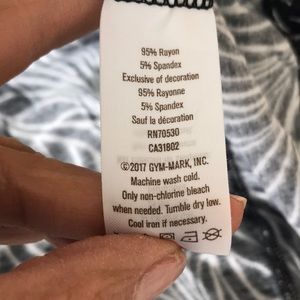 95% Rayon
5% Spandex
Exclusive of decoration
95% Rayonne
5% Spandex
Sauf la décoration
RN70530
CA31802
©2017 GYM-MARK, INC.
Machine wash cold.
Only non-chlorine bleach
when needed. Tumble dry low.
Cool iron if necessary.